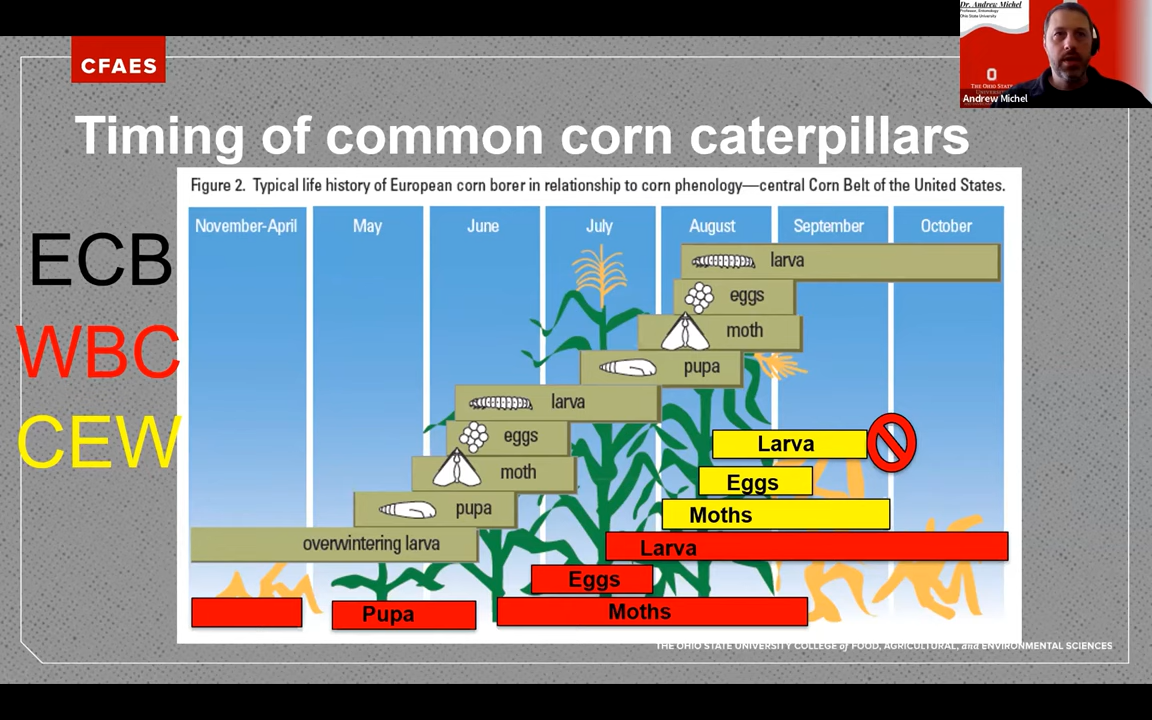 Dr. Andrew Michel
Professor, Entomology
Ohio State University
THE OHIO STATE
Andrew Michel
CFAES
Timing of common corn caterpillars
Figure 2. Typical life history of European corn borer in relationship to corn phenology—central Corn Belt of the United States.
November-April May June July August September October
ECB
WBC
CEW
larva
eggs
moth
pupa
larva
eggs
moth
pupa
overwintering larva
Larva
Eggs
Moths
Larva
Eggs
Pupa
Moths
THE OHIO STATE UNIVERSITY COLLEGE of FOOD, AGRICULTURAL, and ENVIRONMENTAL SCIENCES